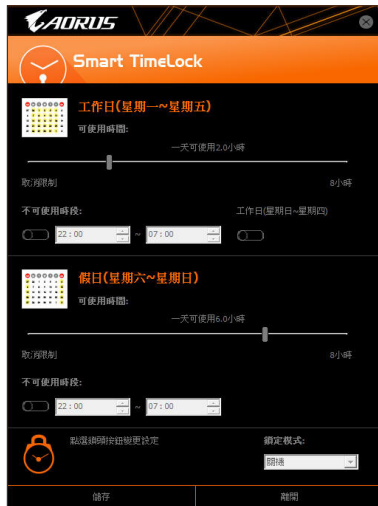 AORUS
Smart TimeLock
工作日(星期一~星期五)
可使用時間:
一天可使用2.0小時
取消限制 8小時
不可使用時段: 工作日(星期日~星期四)
22:00 ~ 07:00
假日(星期六~星期日)
可使用時間:
一天可使用6.0小時
取消限制 8小時
不可使用時段:
22:00 ~ 07:00
點選鎖頭按鈕變更設定 鎖定模式:
關機
儲存 離開